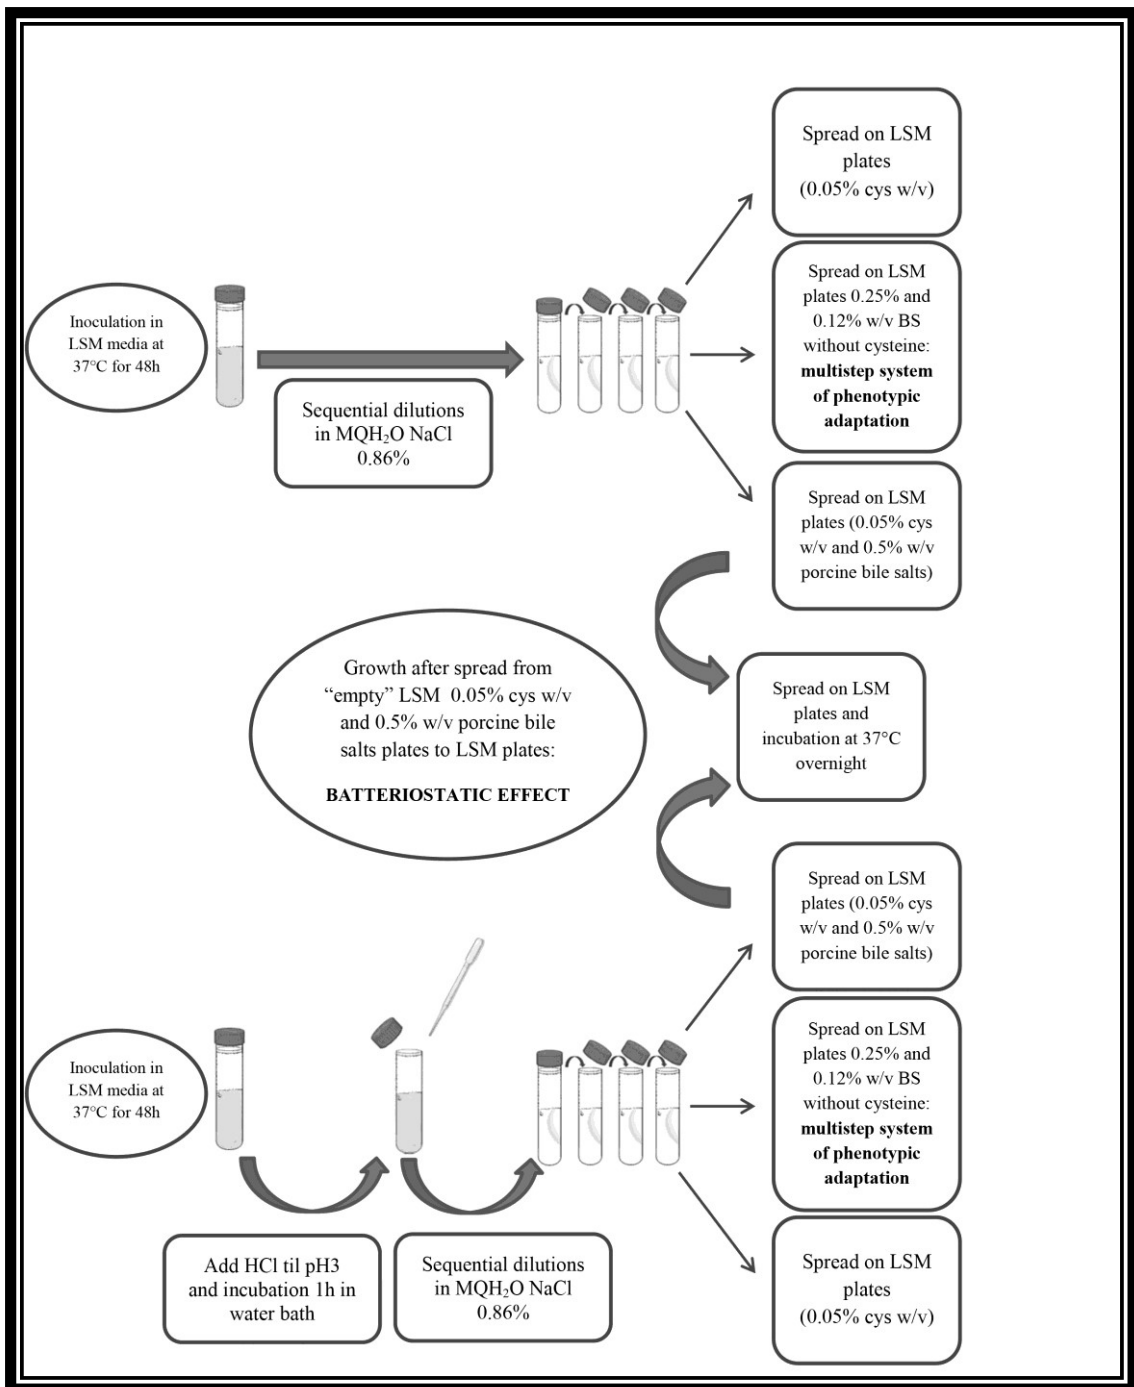 Spread on LSM
plates
(0.05% cys w/v)
Spread on LSM
plates 0.25% and
0.12% w/v BS
without cysteine:
multistep system
of phenotypic
adaptation
Inoculation in
LSM media at
37°C for 48h
Sequential dilutions
in MQH₂O NaCl
0.86%
Spread on LSM
plates (0.05% cys
w/v and 0.5% w/v
porcine bile salts)
Growth after spread from
“empty” LSM 0.05% cys w/v
and 0.5% w/v porcine bile
salts plates to LSM plates:
BATTERIOSTATIC EFFECT
Spread on LSM
plates and
incubation at 37°C
overnight
Spread on LSM
plates (0.05% cys
w/v and 0.5% w/v
porcine bile salts)
Inoculation in
LSM media at
37°C for 48h
Spread on LSM
plates 0.25% and
0.12% w/v BS
without cysteine:
multistep system
of phenotypic
adaptation
Add HCl til pH3
and incubation 1h in
water bath
Sequential dilutions
in MQH₂O NaCl
0.86%
Spread on LSM
plates
(0.05% cys w/v)